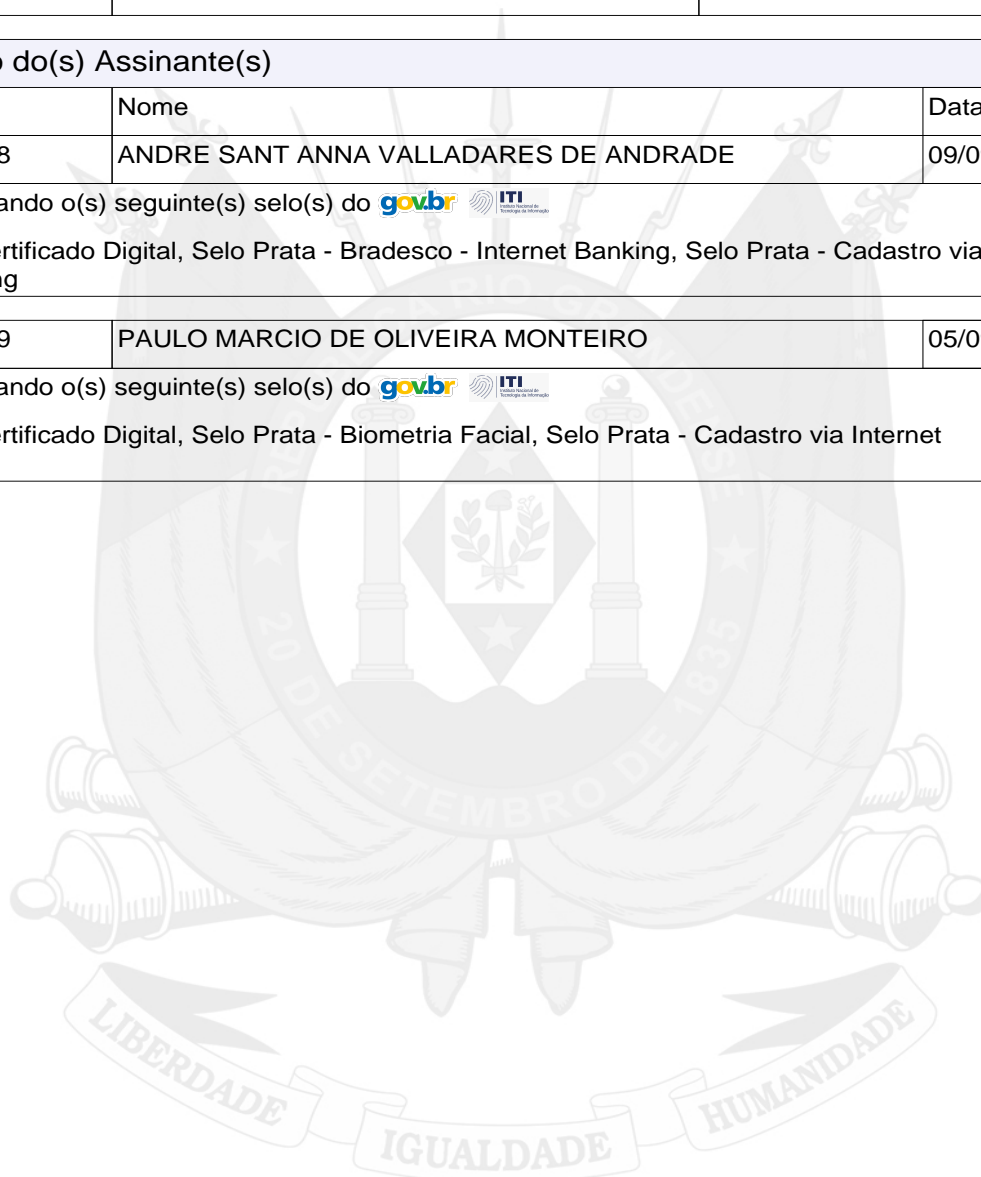 o do(s) Assinante(s)
Nome Data
8 ANDRE SANT ANNA VALLADARES DE ANDRADE 09/0
ando o(s) seguinte(s) selo(s) do gov.br ITI
ertificado Digital, Selo Prata - Bradesco - Internet Banking, Selo Prata - Cadastro via
g
9 PAULO MARCIO DE OLIVEIRA MONTEIRO 05/0
ando o(s) seguinte(s) selo(s) do gov.br ITI
ertificado Digital, Selo Prata - Biometria Facial, Selo Prata - Cadastro via Internet
REPÚBLICA RIO GRANDENSE
20 DE SETEMBRO DE 1835
LIBERDADE IGUALDADE HUMANIDADE